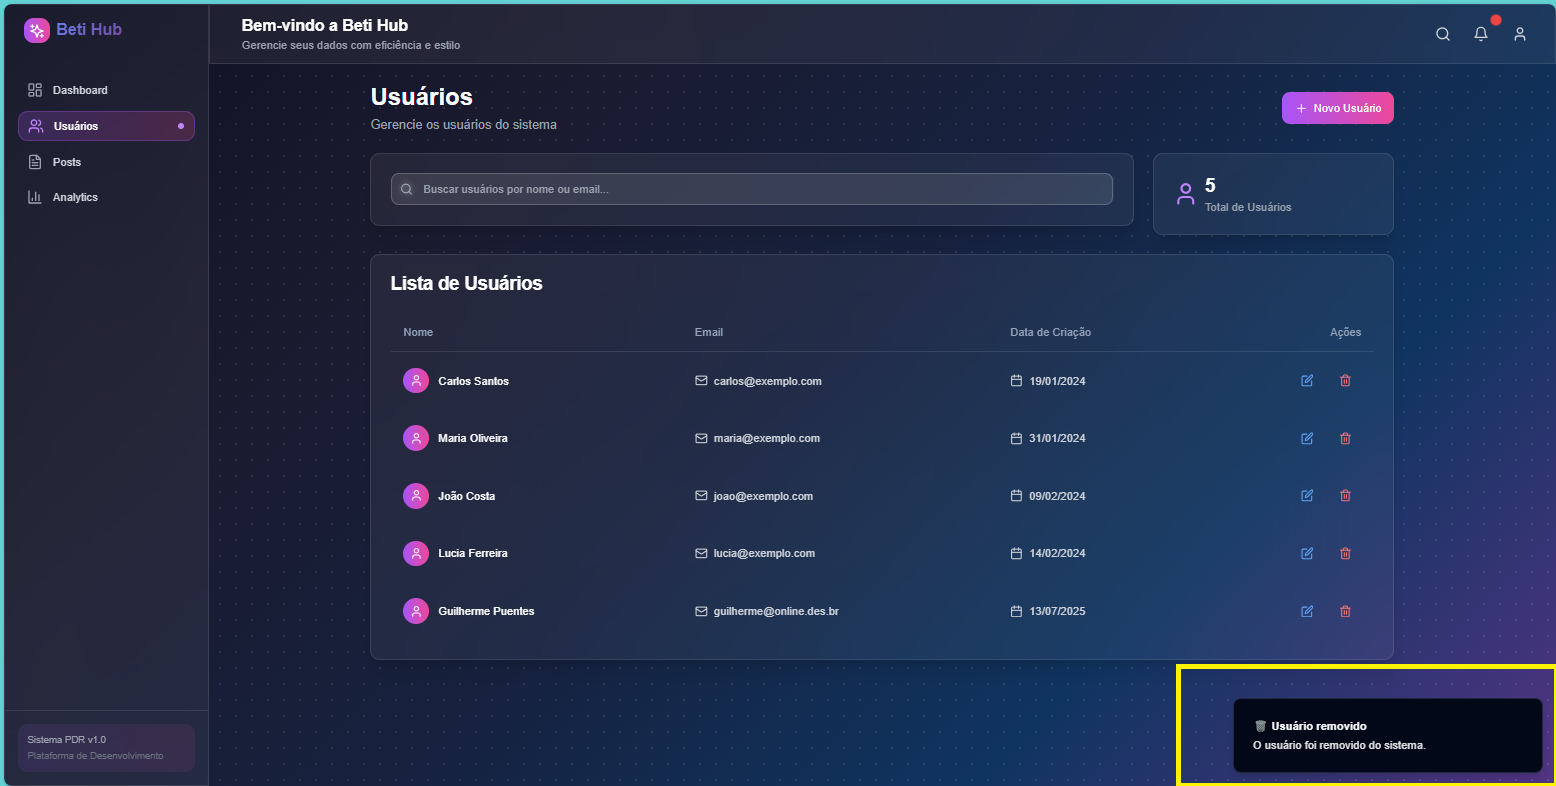 Beti Hub
Bem-vindo a Beti Hub
Gerencie seus dados com eficiência e estilo
Dashboard
Usuários
Posts
Analytics
Usuários
Gerencie os usuários do sistema
Novo Usuário
Buscar usuários por nome ou email...
5
Total de Usuários
Lista de Usuários
Nome Email Data de Criação Ações
Carlos Santos carlos@exemplo.com 19/01/2024
Maria Oliveira maria@exemplo.com 31/01/2024
João Costa joao@exemplo.com 09/02/2024
Lucia Ferreira lucia@exemplo.com 14/02/2024
Guilherme Puentes guilherme@online.des.br 13/07/2025
Sistema PDR v1.0
Plataforma de Desenvolvimento
Usuário removido
O usuário foi removido do sistema.